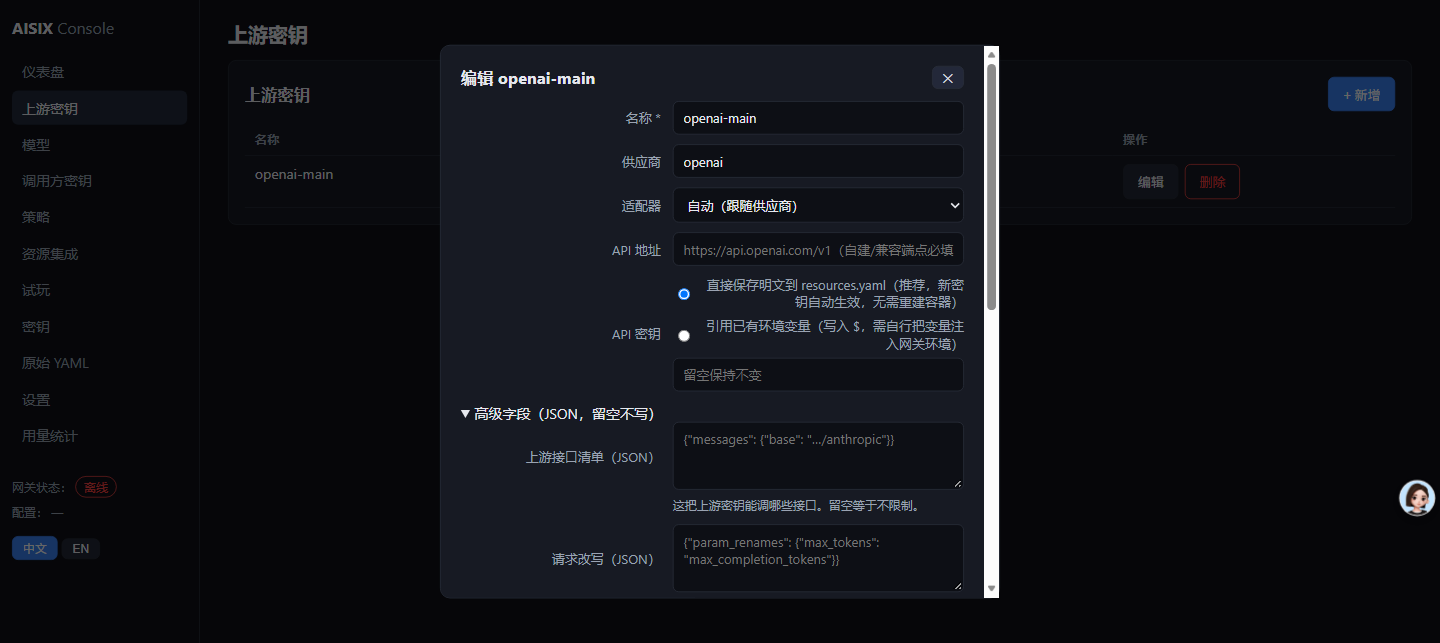 AISIX Console
仪表盘
上游密钥
模型
调用方密钥
策略
资源集成
试玩
密钥
原始 YAML
设置
用量统计
网关状态： 离线
配置： —
中文 EN
上游密钥
上游密钥
+ 新增
名称
操作
openai-main
编辑 删除
编辑 openai-main
×
名称 * openai-main
供应商 openai
适配器 自动（跟随供应商）
API 地址 https://api.openai.com/v1（自建/兼容端点必填
直接保存明文到 resources.yaml（推荐，新密
钥自动生效，无需重建容器）
API 密钥
引用已有环境变量（写入 $，需自行把变量注
入网关环境）
留空保持不变
▼ 高级字段（JSON，留空不写）
上游接口清单（JSON） {"messages": {"base": "…/anthropic"}}
这把上游密钥能调哪些接口。留空等于不限制。
请求改写（JSON） {"param_renames": {"max_tokens":
"max_completion_tokens"}}